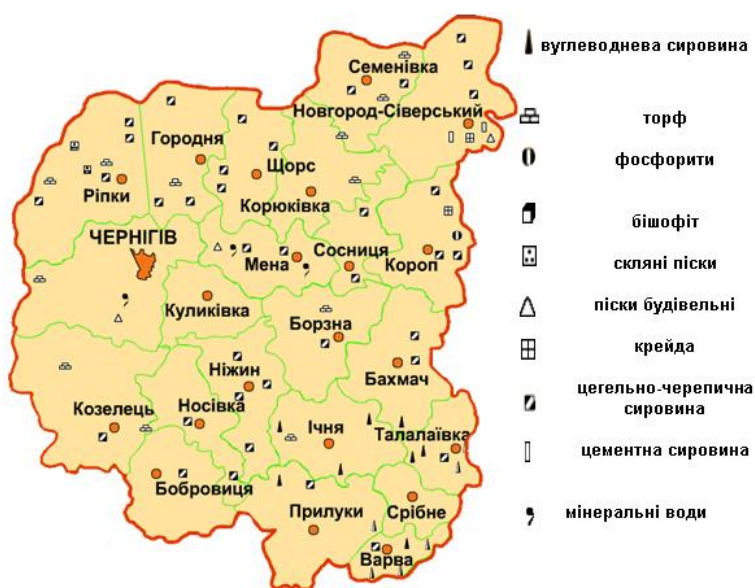 Семенівка
Новгород-Сіверський
Городня
Щорс
Ріпки
Корюківка
ЧЕРНІГІВ
Мена
Сосниця
Короп
Куликівка
Борзна
Ніжин
Бахмач
Козелець
Носівка
Ічня
Талалаївка
Бобровиця
Прилуки
Срібне
Варва
вуглеводнева сировина
торф
фосфорити
бішофіт
скляні піски
піски будівельні
крейда
цегельно-черепична
сировина
цементна сировина
мінеральні води